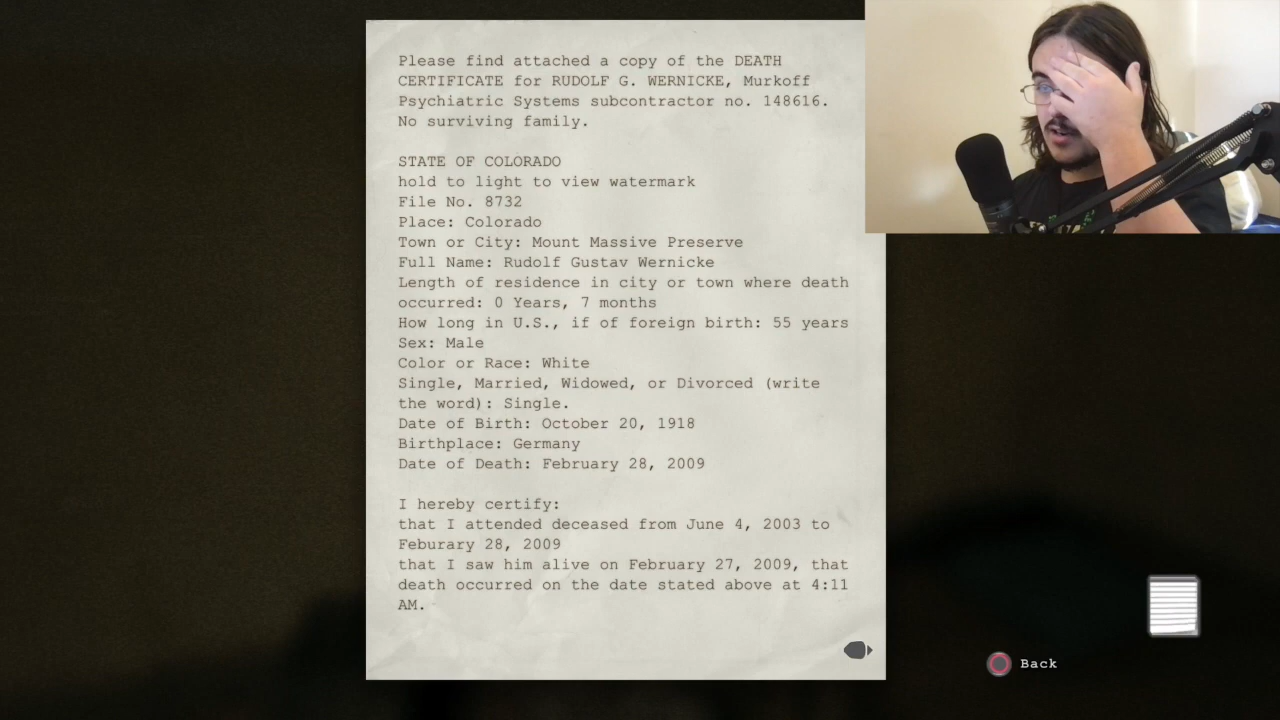 Please find attached a copy of the DEATH
CERTIFICATE for RUDOLF G. WERNICKE, Murkoff
Psychiatric Systems subcontractor no. 148616.
No surviving family.
STATE OF COLORADO
hold to light to view watermark
File No. 8732
Place: Colorado
Town or City: Mount Massive Preserve
Full Name: Rudolf Gustav Wernicke
Length of residence in city or town where death
occurred: 0 Years, 7 months
How long in U.S., if of foreign birth: 55 years
Sex: Male
Color or Race: White
Single, Married, Widowed, or Divorced (write
the word): Single.
Date of Birth: October 20, 1918
Birthplace: Germany
Date of Death: February 28, 2009
I hereby certify:
that I attended deceased from June 4, 2003 to
Feburary 28, 2009
that I saw him alive on February 27, 2009, that
death occurred on the date stated above at 4:11
AM.
Back